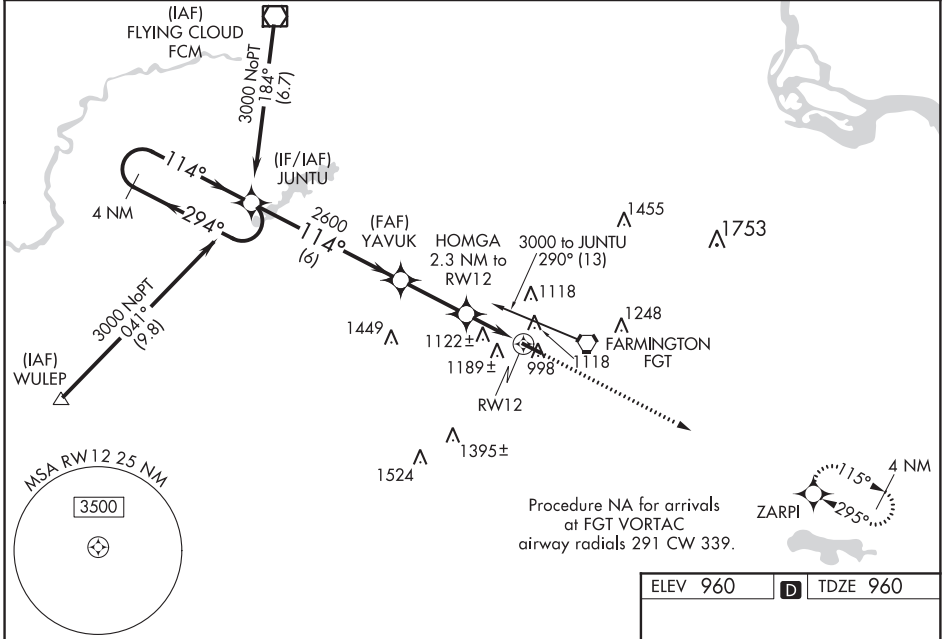 (IAF)
FLYING CLOUD
FCM
3000 NoPT
184°
(6.7)
(IF/IAF)
JUNTU
114°
4 NM
294°
2600
114°
(6)
(FAF)
YAVUK
HOMGA
2.3 NM to
RW12
3000 to JUNTU
290° (13)
1455
1753
1118
1248
3000 NoPT
041°
(9.8)
(IAF)
WULEP
1449
1122±
1189±
998
1118
FARMINGTON
FGT
RW12
1395±
1524
MSA RW12 25 NM
3500
4 NM
115°
295°
ZARPI
Procedure NA for arrivals
at FGT VORTAC
airway radials 291 CW 339.
ELEV 960
D
TDZE 960